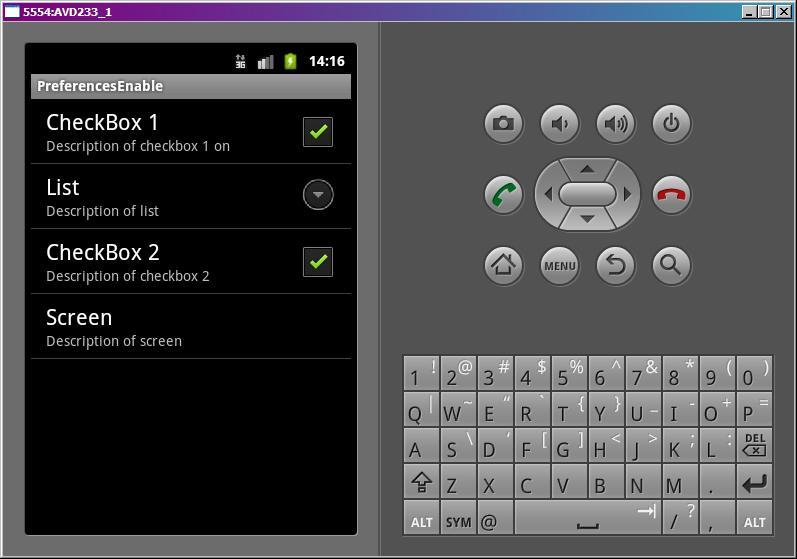 5554:AVD233_1
3G 14:16
PreferencesEnable
CheckBox 1
Description of checkbox 1 on
List
Description of list
CheckBox 2
Description of checkbox 2
Screen
Description of screen
MENU
1 ! 2 @ 3 # 4 $ 5 % 6 ^ 7 & 8 * 9 ( 0 )
Q | W ~ E “ R ` T { Y } U _ I - O + P =
A S \ D ‘ F [ G ] H < J > K ; L : DEL
Z X C V B N M .
ALT SYM @ / ? , ALT